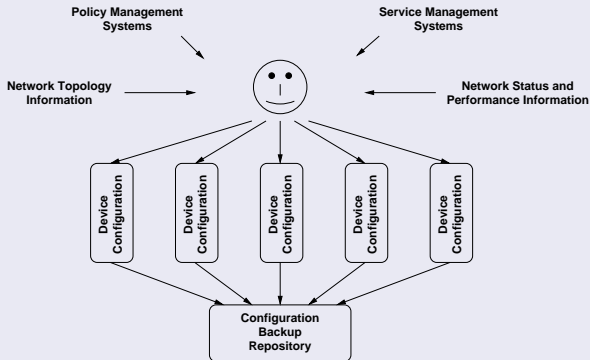 Policy Management
Systems
Service Management
Systems
Network Topology
Information
Network Status and
Performance Information
Device
Configuration
Device
Configuration
Device
Configuration
Device
Configuration
Device
Configuration
Configuration
Backup
Repository